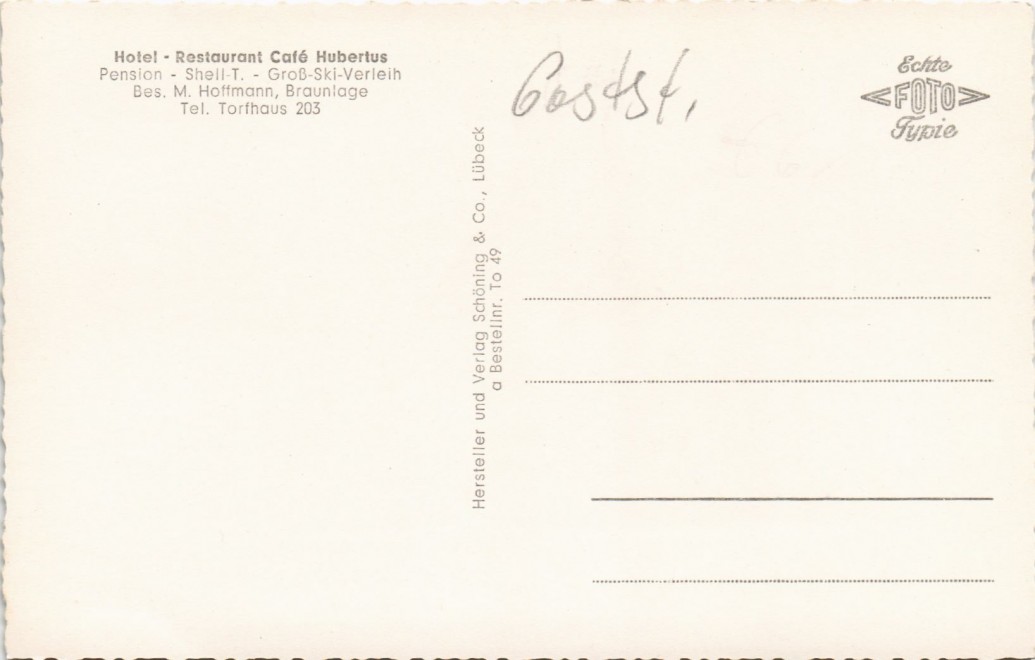 Hotel - Restaurant Café Hubertus
Pension - Shell-T. - Groß-Ski-Verleih
Bes. M. Hoffmann, Braunlage
Tel. Torfhaus 203
Gastst.
Echte
FOTO
Typie
Hersteller und Verlag Schöning & Co., Lübeck
a Bestellnr. To 49